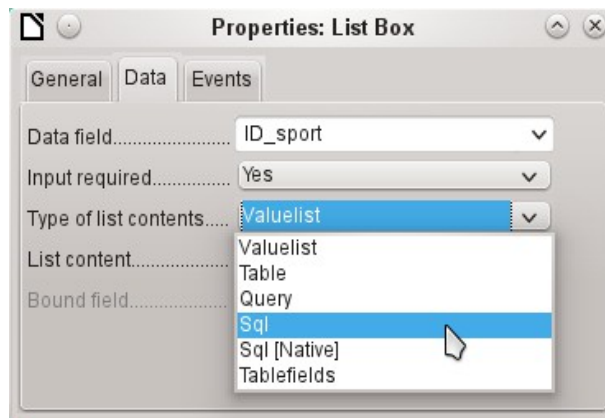 Properties: List Box
General Data Events
Data field....................... ID_sport
Input required............... Yes
Type of list contents..... Valuelist
Valuelist
List content...................
Table
Query
Bound field...................
Sql
Sql [Native]
Tablefields